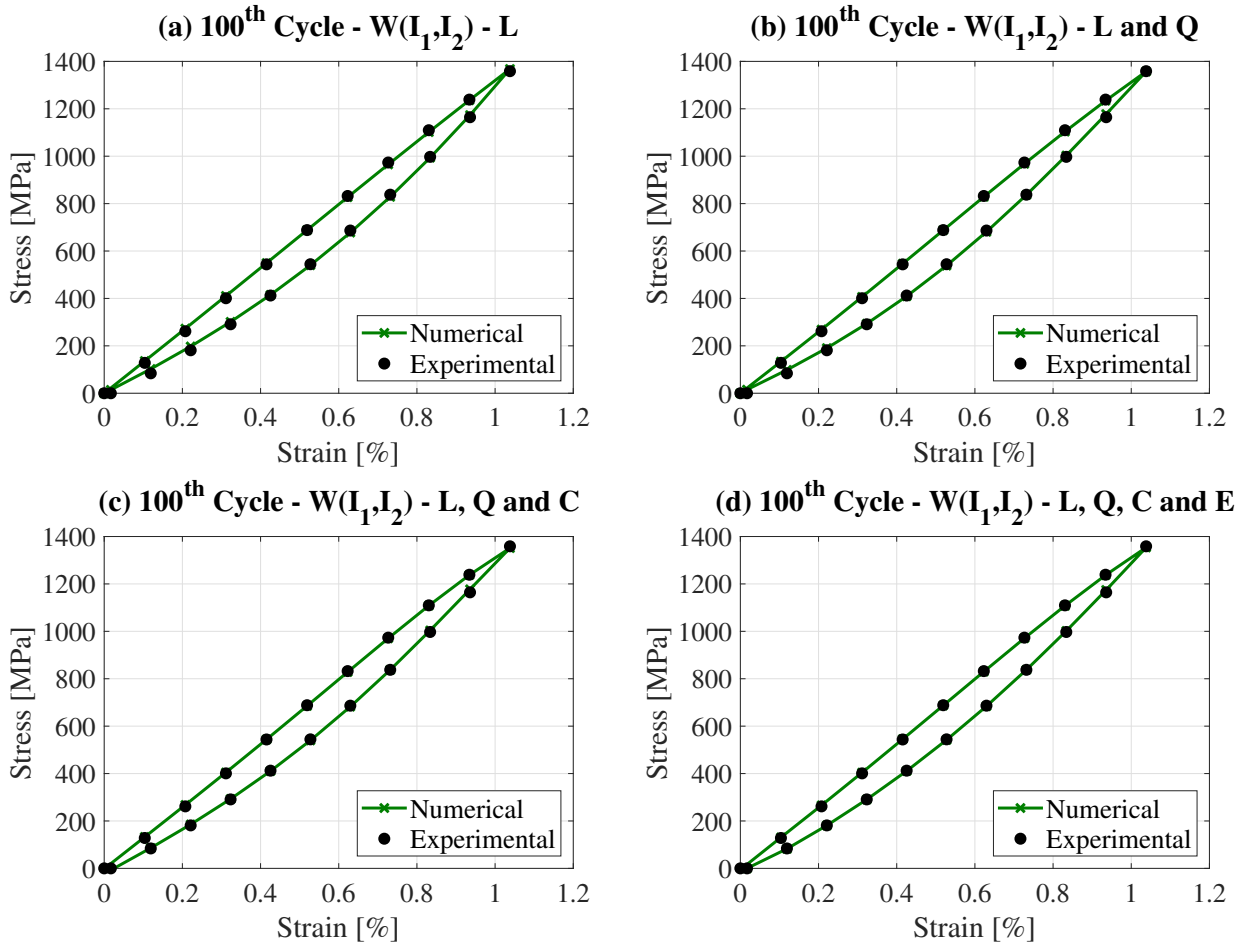 (a) 100th Cycle - W(I1,I2) - L
1400
1200
1000
800
600
400
200
0
Stress [MPa]
0 0.2 0.4 0.6 0.8 1 1.2
Strain [%]
Numerical
Experimental
(b) 100th Cycle - W(I1,I2) - L and Q
1400
1200
1000
800
600
400
200
0
Stress [MPa]
0 0.2 0.4 0.6 0.8 1 1.2
Strain [%]
Numerical
Experimental
(c) 100th Cycle - W(I1,I2) - L, Q and C
1400
1200
1000
800
600
400
200
0
Stress [MPa]
0 0.2 0.4 0.6 0.8 1 1.2
Strain [%]
Numerical
Experimental
(d) 100th Cycle - W(I1,I2) - L, Q, C and E
1400
1200
1000
800
600
400
200
0
Stress [MPa]
0 0.2 0.4 0.6 0.8 1 1.2
Strain [%]
Numerical
Experimental